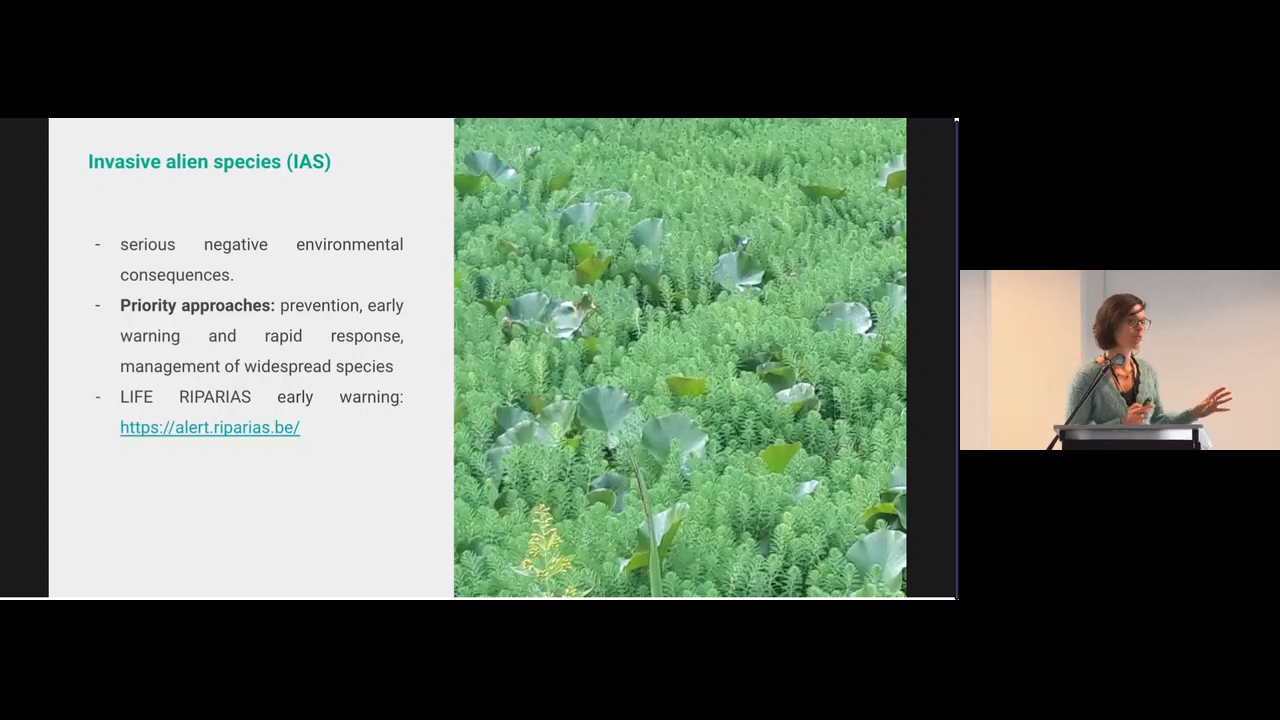 Invasive alien species (IAS)
- serious negative environmental
consequences.
- Priority approaches: prevention, early
warning and rapid response,
management of widespread species
- LIFE RIPARIAS early warning:
https://alert.riparias.be/